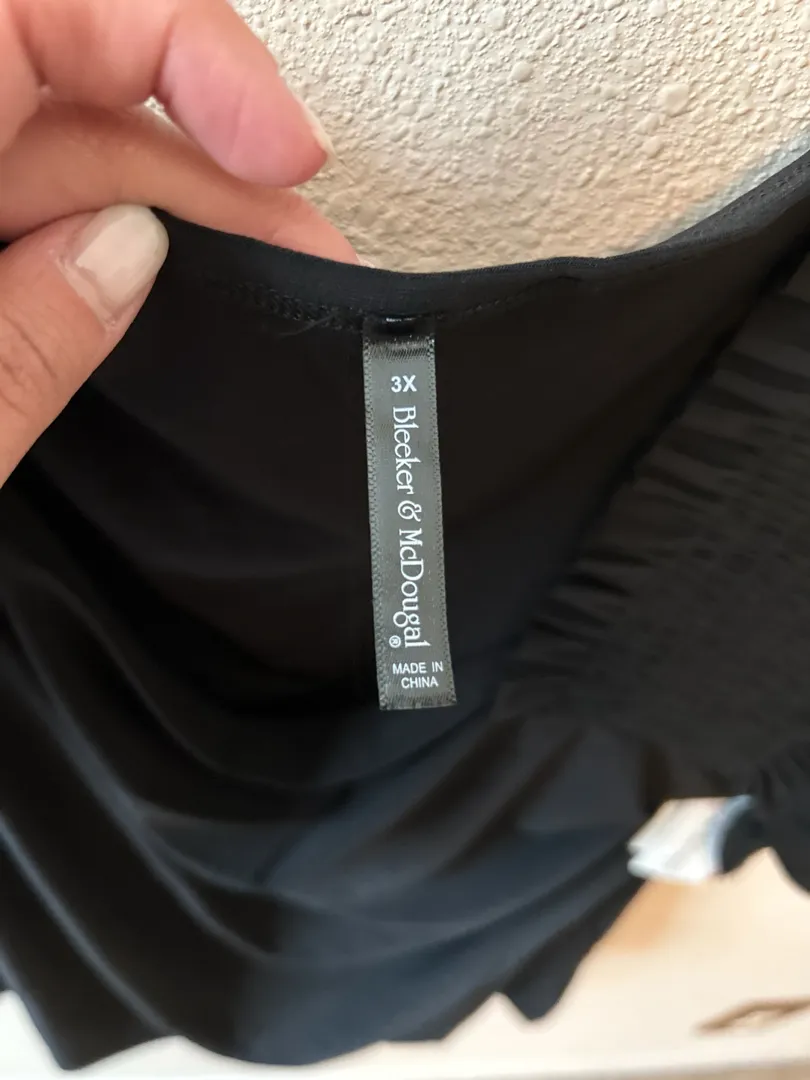 3X
Bleeker & McDougal®
MADE IN
CHINA